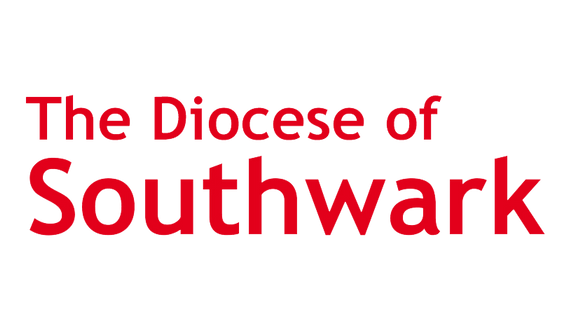 The Diocese of
Southwark